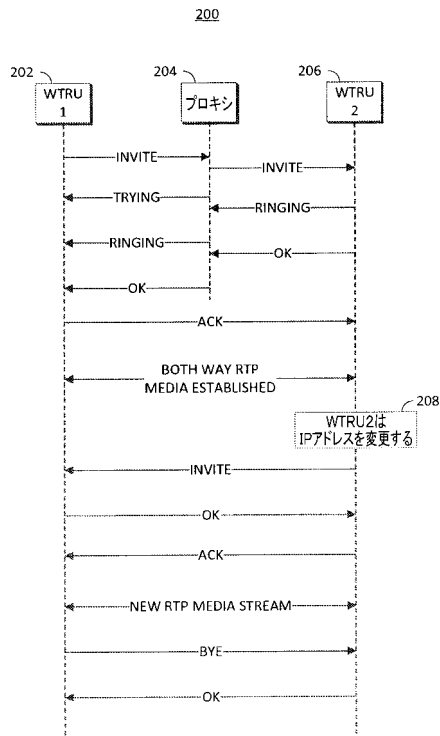 200
202
204
206
WTRU
1
プロキシ
WTRU
2
INVITE
INVITE
TRYING
RINGING
RINGING
OK
OK
ACK
BOTH WAY RTP
MEDIA ESTABLISHED
208
WTRU2は
IPアドレスを変更する
INVITE
OK
ACK
NEW RTP MEDIA STREAM
BYE
OK